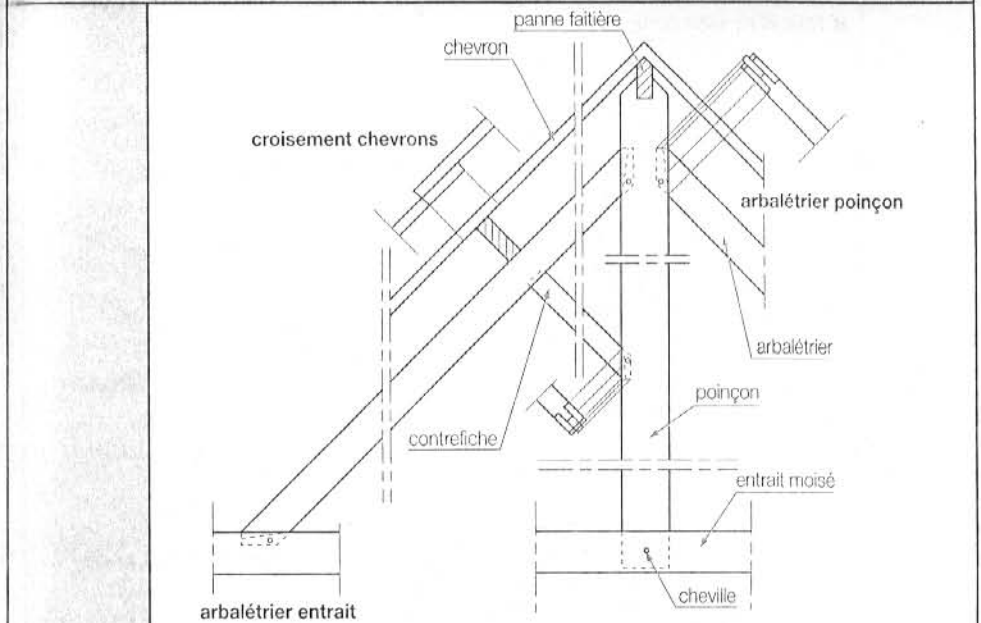 panne faitière
chevron
croisement chevrons
arbalétrier poinçon
arbalétrier
poinçon
contrefiche
entrait moisé
cheville
arbalétrier entrait